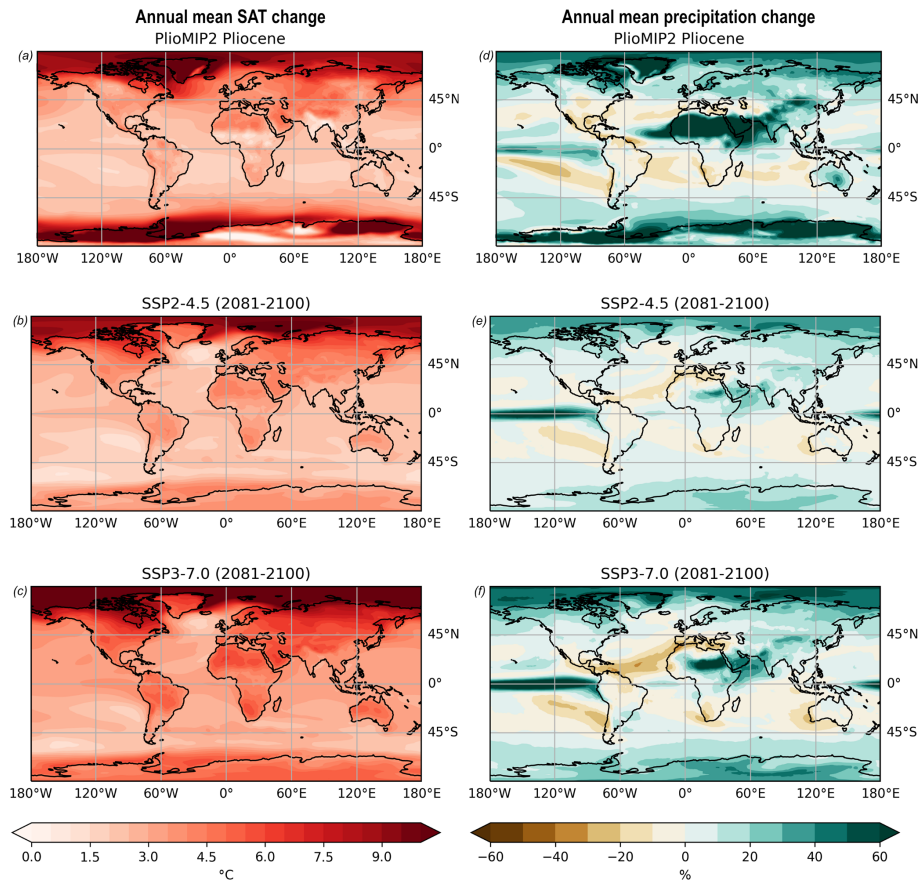 Annual mean SAT change
PlioMIP2 Pliocene
(a)
180°W 120°W 60°W 0° 60°E 120°E 180°E
Annual mean precipitation change
PlioMIP2 Pliocene
(d)
45°N
0°
45°S
180°W 120°W 60°W 0° 60°E 120°E 180°E
SSP2-4.5 (2081-2100)
(b)
180°W 120°W 60°W 0° 60°E 120°E 180°E
SSP2-4.5 (2081-2100)
(e)
45°N
0°
45°S
180°W 120°W 60°W 0° 60°E 120°E 180°E
SSP3-7.0 (2081-2100)
(c)
180°W 120°W 60°W 0° 60°E 120°E 180°E
SSP3-7.0 (2081-2100)
(f)
45°N
0°
45°S
180°W 120°W 60°W 0° 60°E 120°E 180°E
45°N
0°
45°S
45°N
0°
45°S
45°N
0°
45°S
0.0 1.5 3.0 4.5 6.0 7.5 9.0
°C
−60 −40 −20 0 20 40 60
%